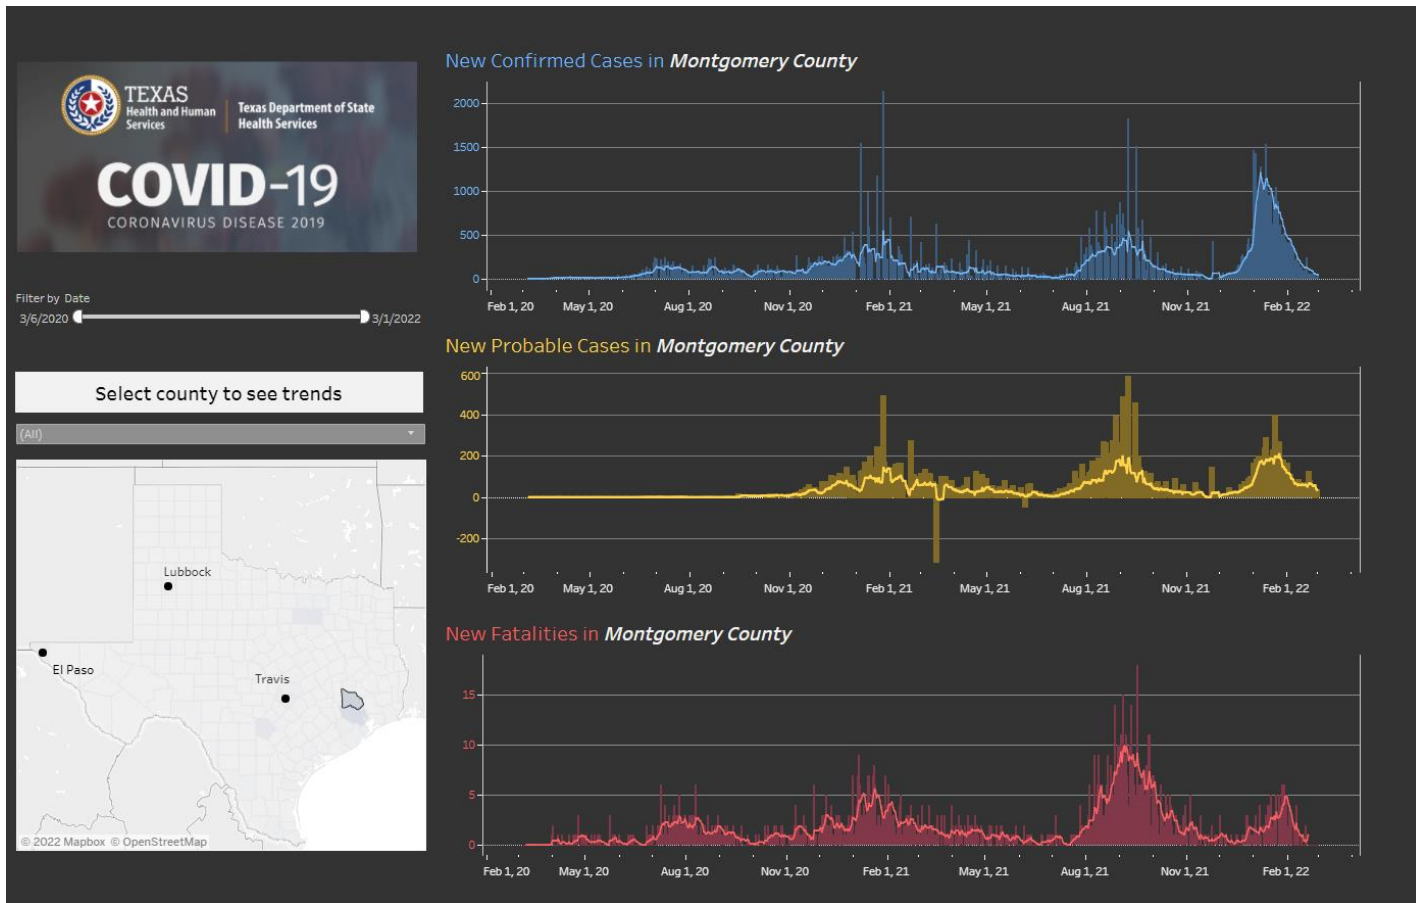 TEXAS
Health and Human
Services
Texas Department of State
Health Services
COVID-19
CORONAVIRUS DISEASE 2019
Filter by Date
3/6/2020
3/1/2022
Select county to see trends
(All)
Lubbock
El Paso
Travis
© 2022 Mapbox © OpenStreetMap
New Confirmed Cases in Montgomery County
2000
1500
1000
500
0
Feb 1, 20 May 1, 20 Aug 1, 20 Nov 1, 20 Feb 1, 21 May 1, 21 Aug 1, 21 Nov 1, 21 Feb 1, 22
New Probable Cases in Montgomery County
600
400
200
0
-200
Feb 1, 20 May 1, 20 Aug 1, 20 Nov 1, 20 Feb 1, 21 May 1, 21 Aug 1, 21 Nov 1, 21 Feb 1, 22
New Fatalities in Montgomery County
15
10
5
0
Feb 1, 20 May 1, 20 Aug 1, 20 Nov 1, 20 Feb 1, 21 May 1, 21 Aug 1, 21 Nov 1, 21 Feb 1, 22